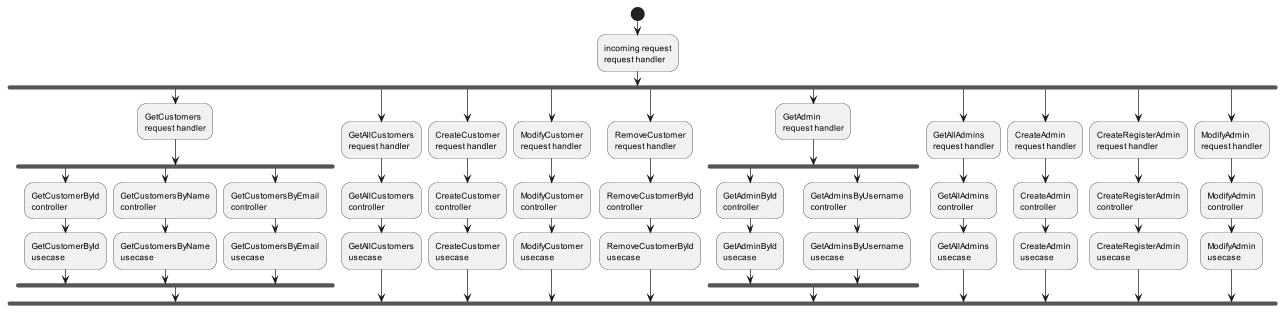 incoming request
request handler
GetCustomers
request handler
GetAllCustomers
request handler
CreateCustomer
request handler
ModifyCustomer
request handler
RemoveCustomer
request handler
GetAdmin
request handler
GetAllAdmins
request handler
CreateAdmin
request handler
CreateRegisterAdmin
request handler
ModifyAdmin
request handler
GetCustomerById
controller
GetCustomersByName
controller
GetCustomersByEmail
controller
GetAllCustomers
controller
CreateCustomer
controller
ModifyCustomer
controller
RemoveCustomerById
controller
GetAdminById
controller
GetAdminsByUsername
controller
GetAllAdmins
controller
CreateAdmin
controller
CreateRegisterAdmin
controller
ModifyAdmin
controller
GetCustomerById
usecase
GetCustomersByName
usecase
GetCustomersByEmail
usecase
GetAllCustomers
usecase
CreateCustomer
usecase
ModifyCustomer
usecase
RemoveCustomerById
usecase
GetAdminById
usecase
GetAdminsByUsername
usecase
GetAllAdmins
usecase
CreateAdmin
usecase
CreateRegisterAdmin
usecase
ModifyAdmin
usecase